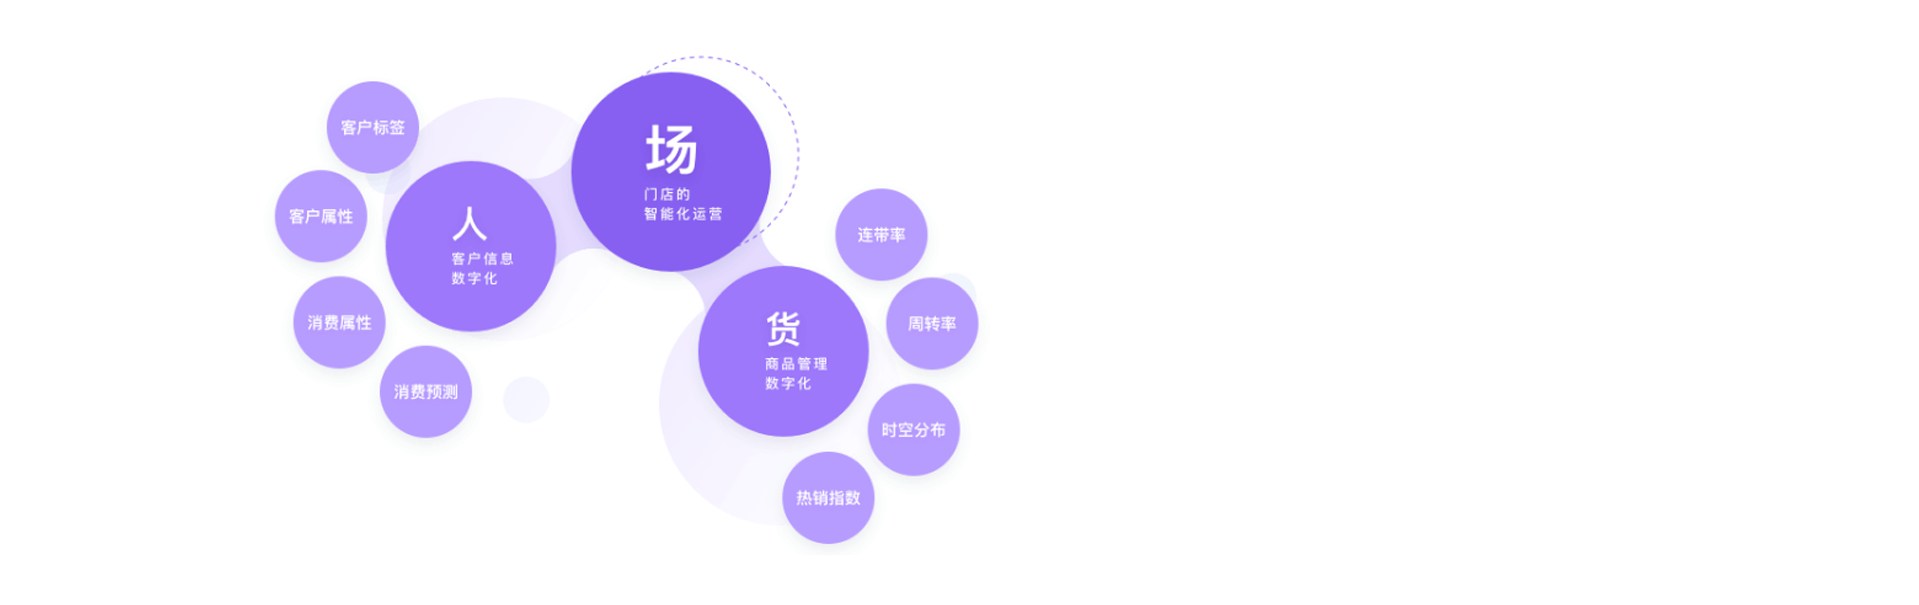 场
门店的
智能化运营
人
客户信息
数字化
客户标签
客户属性
消费属性
消费预测
货
商品管理
数字化
连带率
周转率
时空分布
热销指数